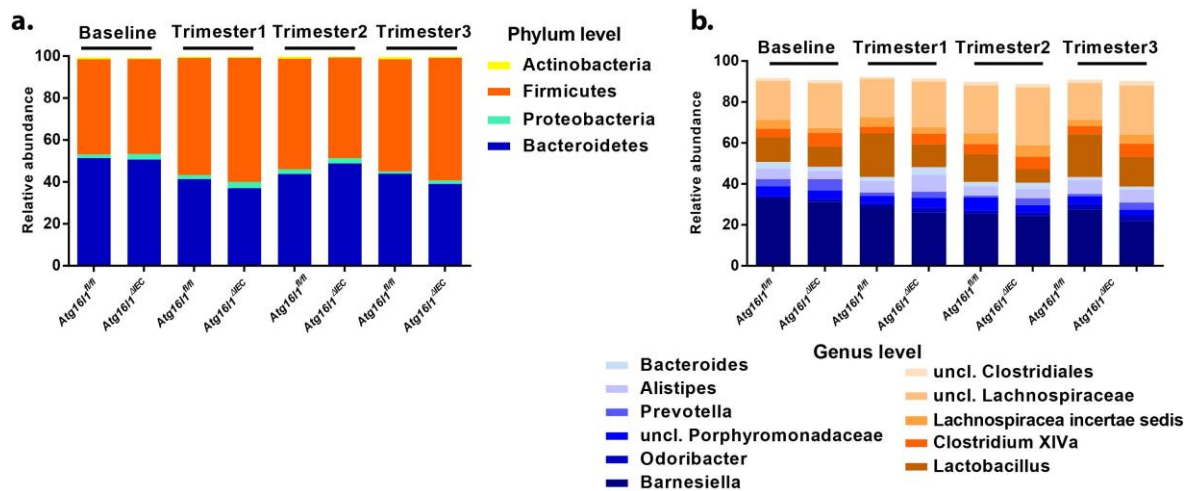 a.
Baseline Trimester1 Trimester2 Trimester3
Phylum level
Actinobacteria
Firmicutes
Proteobacteria
Bacteroidetes
Relative abundance
100
80
60
40
20
0
Atg16l1fl/fl
Atg16l1ΔIEC
Atg16l1fl/fl
Atg16l1ΔIEC
Atg16l1fl/fl
Atg16l1ΔIEC
Atg16l1fl/fl
Atg16l1ΔIEC
b.
Baseline Trimester1 Trimester2 Trimester3
Relative abundance
100
80
60
40
20
0
Atg16l1fl/fl
Atg16l1ΔIEC
Atg16l1fl/fl
Atg16l1ΔIEC
Atg16l1fl/fl
Atg16l1ΔIEC
Atg16l1fl/fl
Atg16l1ΔIEC
Genus level
Bacteroides
Alistipes
Prevotella
uncl. Porphyromonadaceae
Odoribacter
Barnesiella
uncl. Clostridiales
uncl. Lachnospiraceae
Lachnospiracea incertae sedis
Clostridium XIVa
Lactobacillus